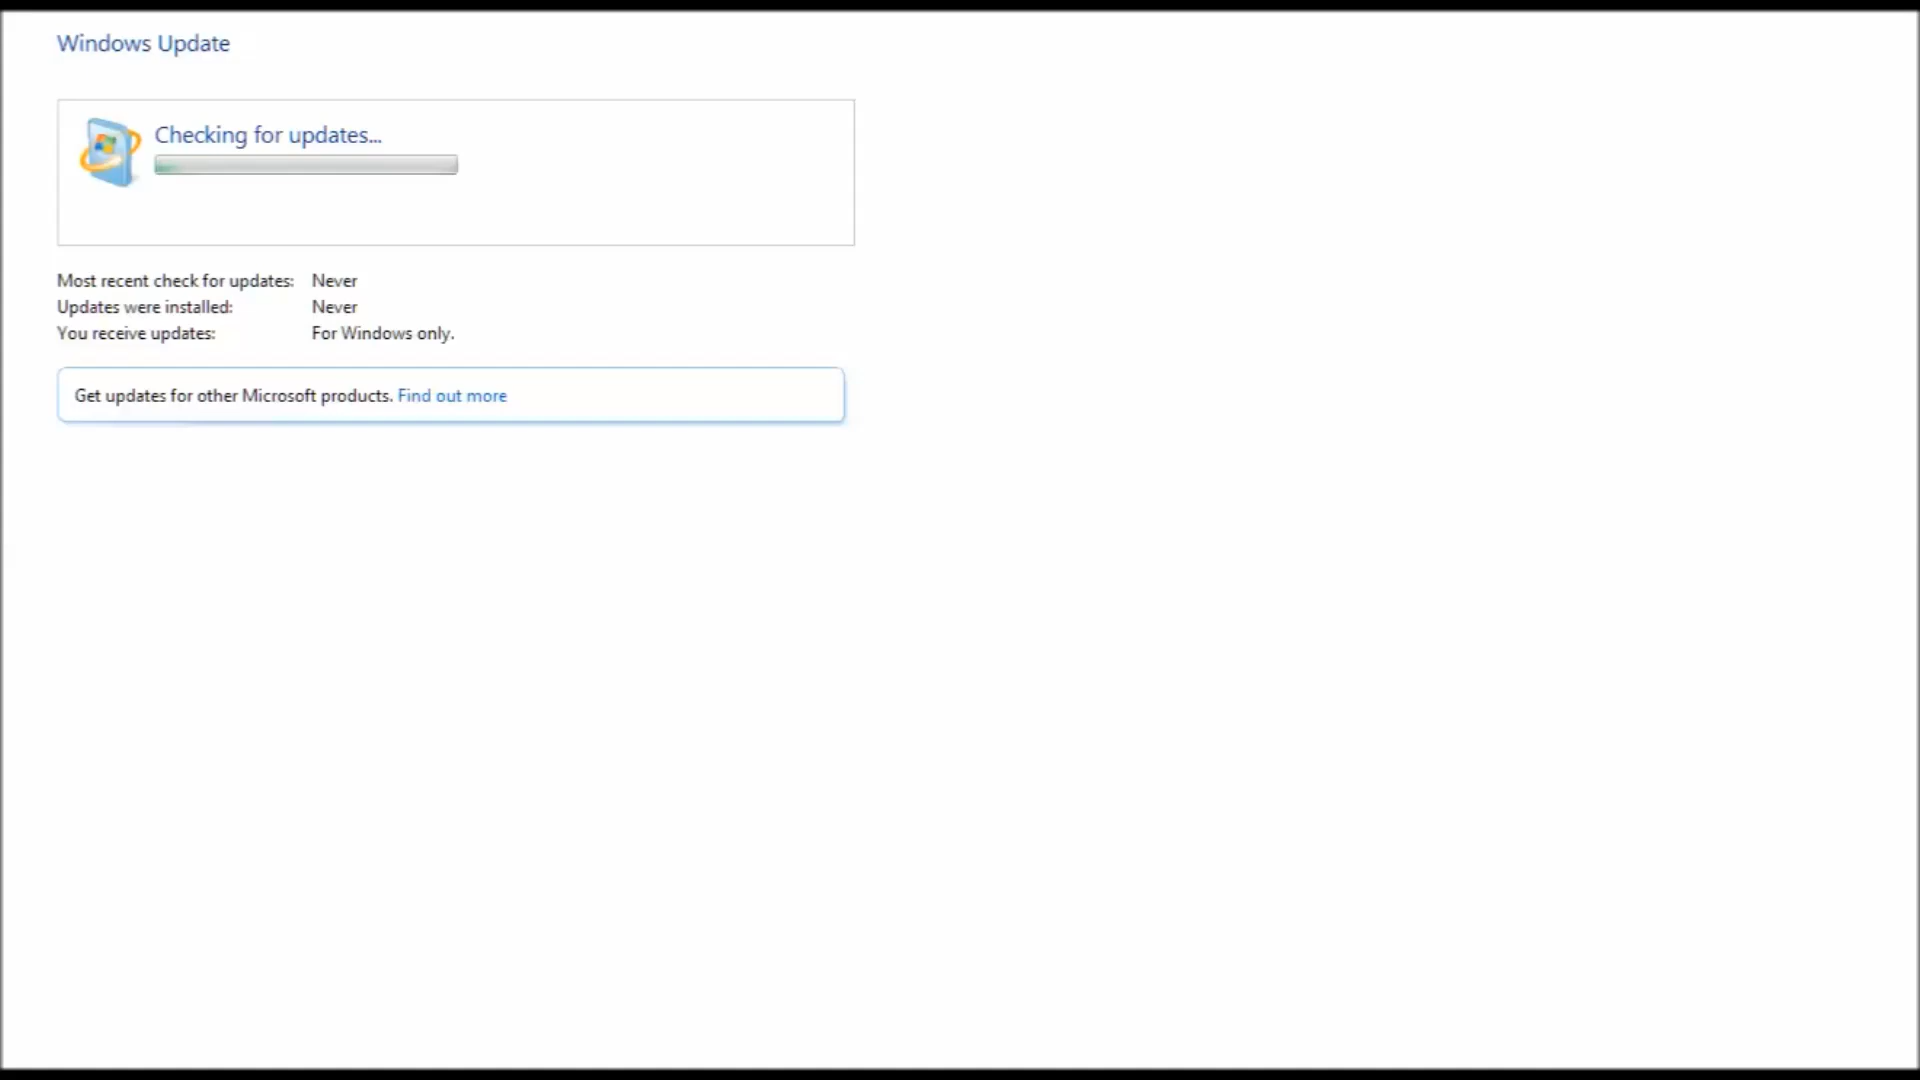 Windows Update
Checking for updates...
Most recent check for updates: Never
Updates were installed: Never
You receive updates: For Windows only.
Get updates for other Microsoft products. Find out more